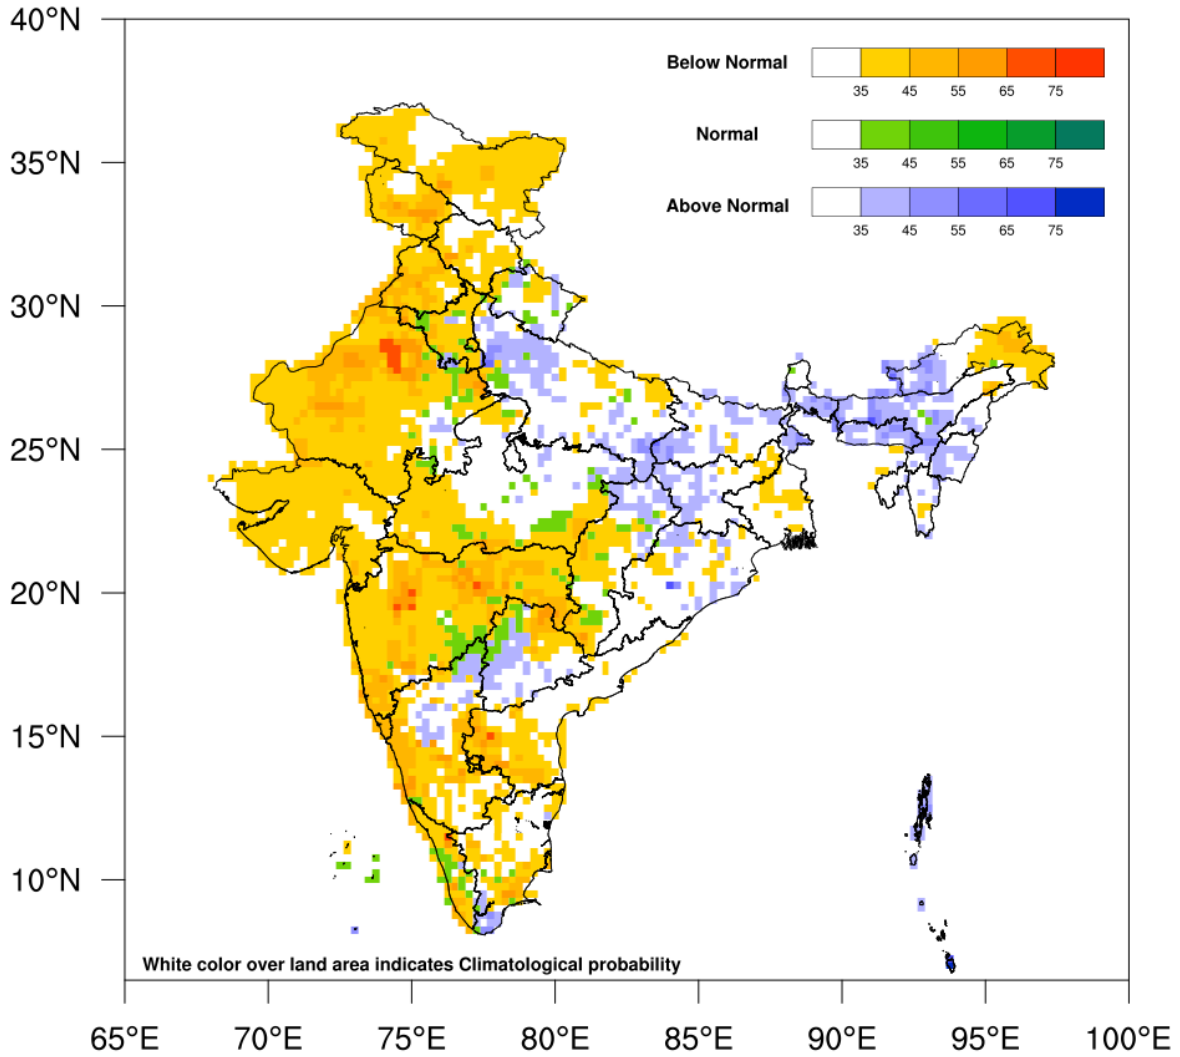 40°N
Below Normal
35 45 55 65 75
Normal
35 45 55 65 75
35°N
Above Normal
35 45 55 65 75
30°N
25°N
20°N
15°N
10°N
White color over land area indicates Climatological probability
65°E 70°E 75°E 80°E 85°E 90°E 95°E 100°E